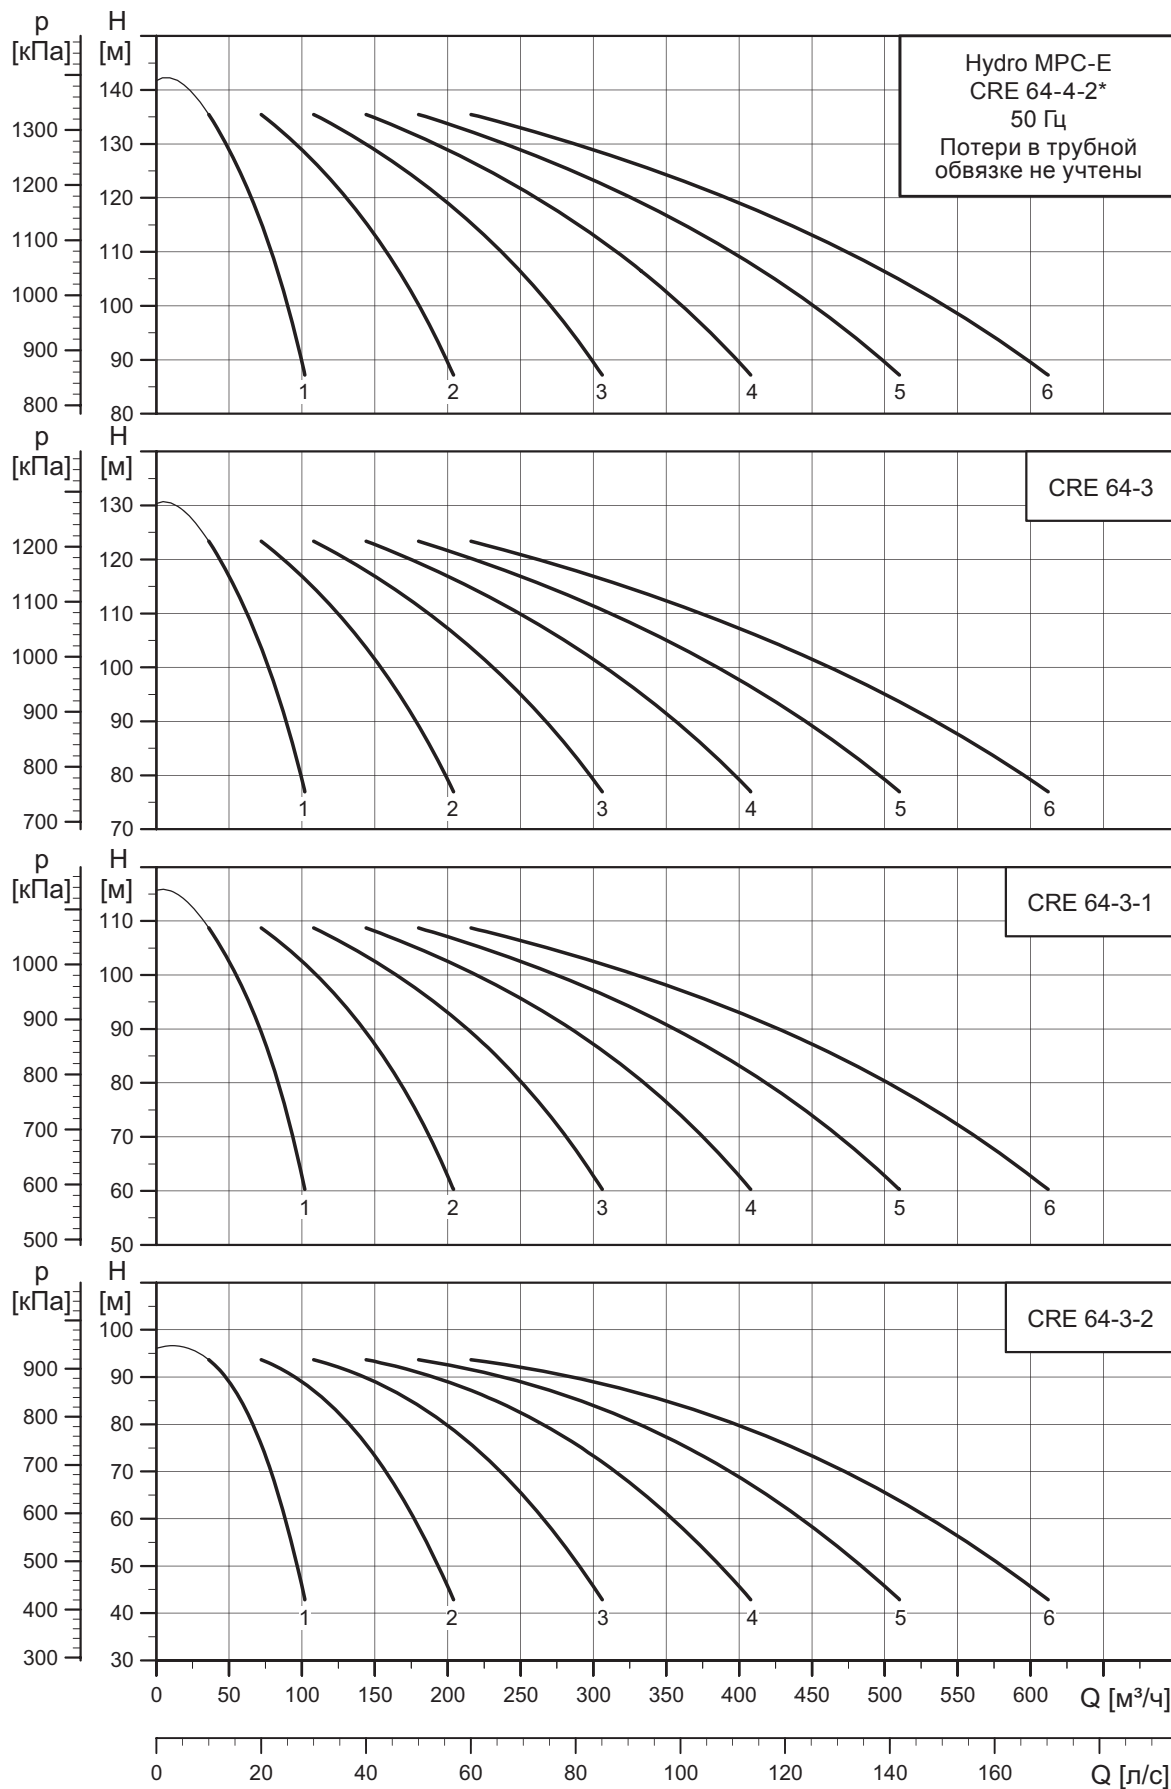 p
[кПа]
H
[м]
Hydro MPC-E
CRE 64-4-2*
50 Гц
Потери в трубной
обвязке не учтены
140
1300
130
1200
120
1100
110
1000
100
900
90
800
80
1 2 3 4 5 6
p
[кПа]
H
[м]
CRE 64-3
130
1200
120
1100
110
1000
100
900
90
800
80
700
70
1 2 3 4 5 6
p
[кПа]
H
[м]
CRE 64-3-1
110
1000
100
900
90
800
80
700
70
600
60
500
50
1 2 3 4 5 6
p
[кПа]
H
[м]
CRE 64-3-2
100
900
90
800
80
700
70
600
60
500
50
400
40
300
30
1 2 3 4 5 6
0 50 100 150 200 250 300 350 400 450 500 550 600 Q [м³/ч]
0 20 40 60 80 100 120 140 160 Q [л/с]